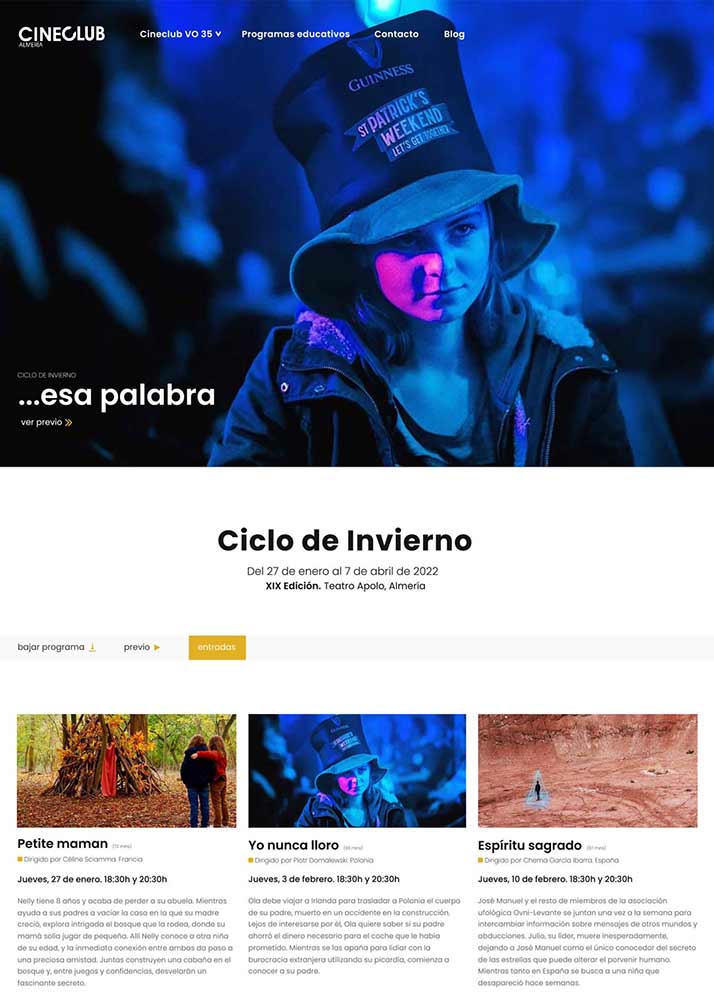 CINECLUB
ALMERÍA
Cineclub VO 35
Programas educativos
Contacto
Blog
GUINNESS
ST PATRICK'S
WEEKEND
LET'S GET TOGETHER
CICLO DE INVIERNO
...esa palabra
ver previo
Ciclo de Invierno
Del 27 de enero al 7 de abril de 2022
XIX Edición. Teatro Apolo, Almería
bajar programa
previo
entradas
GUINNESS
ST PATRICK'S
WEEKEND
Petite maman (72 mins)
Dirigido por Céline Sciamma. Francia
Jueves, 27 de enero. 18:30h y 20:30h
Nelly tiene 8 años y acaba de perder a su abuela. Mientras
ayuda a sus padres a vaciar la casa en la que su madre
creció, explora intrigada el bosque que la rodea, donde su
mamá solía jugar de pequeña. Allí Nelly conoce a otra niña
de su edad, y la inmediata conexión entre ambas da paso a
una preciosa amistad. Juntas construyen una cabaña en el
bosque y, entre juegos y confidencias, desvelarán un
fascinante secreto.
Yo nunca lloro
Dirigido por Piotr Domalewski. Polonia
Jueves, 3 de febrero. 18:30h y 20:30h
Ola debe viajar a Irlanda para trasladar a Polonia el cuerpo
de su padre, muerto en un accidente en la construcción.
Lejos de interesarse por él, Ola quiere saber si su padre
ahorró el dinero necesario para el coche que le había
prometido. Mientras se las apaña para lidiar con la
burocracia extranjera utilizando su picardía, comienza a
conocer a su padre.
Espíritu sagrado
Dirigido por Chema García Ibarra. España
Jueves, 10 de febrero. 18:30h y 20:30h
José Manuel y el resto de miembros de la asociación
ufológica Ovni-Levante se juntan una vez a la semana para
intercambiar información sobre mensajes de otros mundos y
abducciones. Julio, su líder, muere inesperadamente,
dejando a José Manuel como el único conocedor del secreto
de las estrellas que puede alterar el porvenir humano.
Mientras tanto en España se busca a una niña que
desapareció hace semanas.